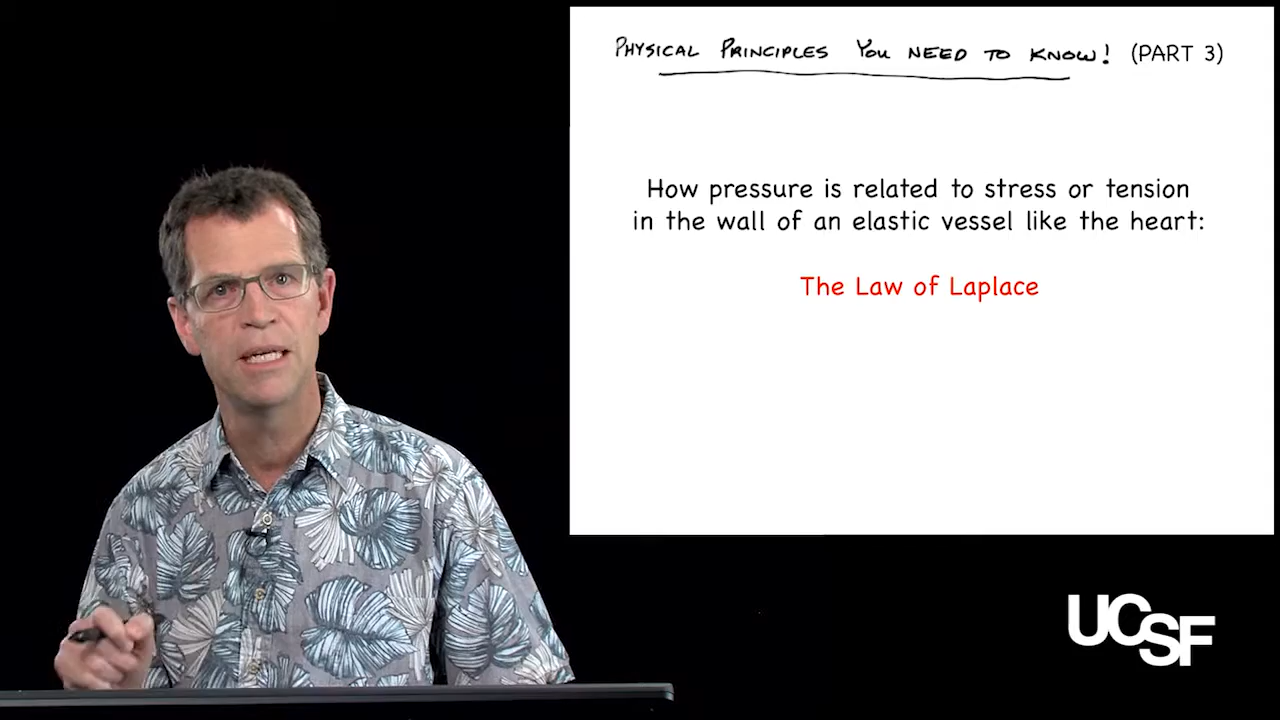 PHYSICAL PRINCIPLES YOU NEED TO KNOW! (PART 3)
How pressure is related to stress or tension
in the wall of an elastic vessel like the heart:
The Law of Laplace
UCSF